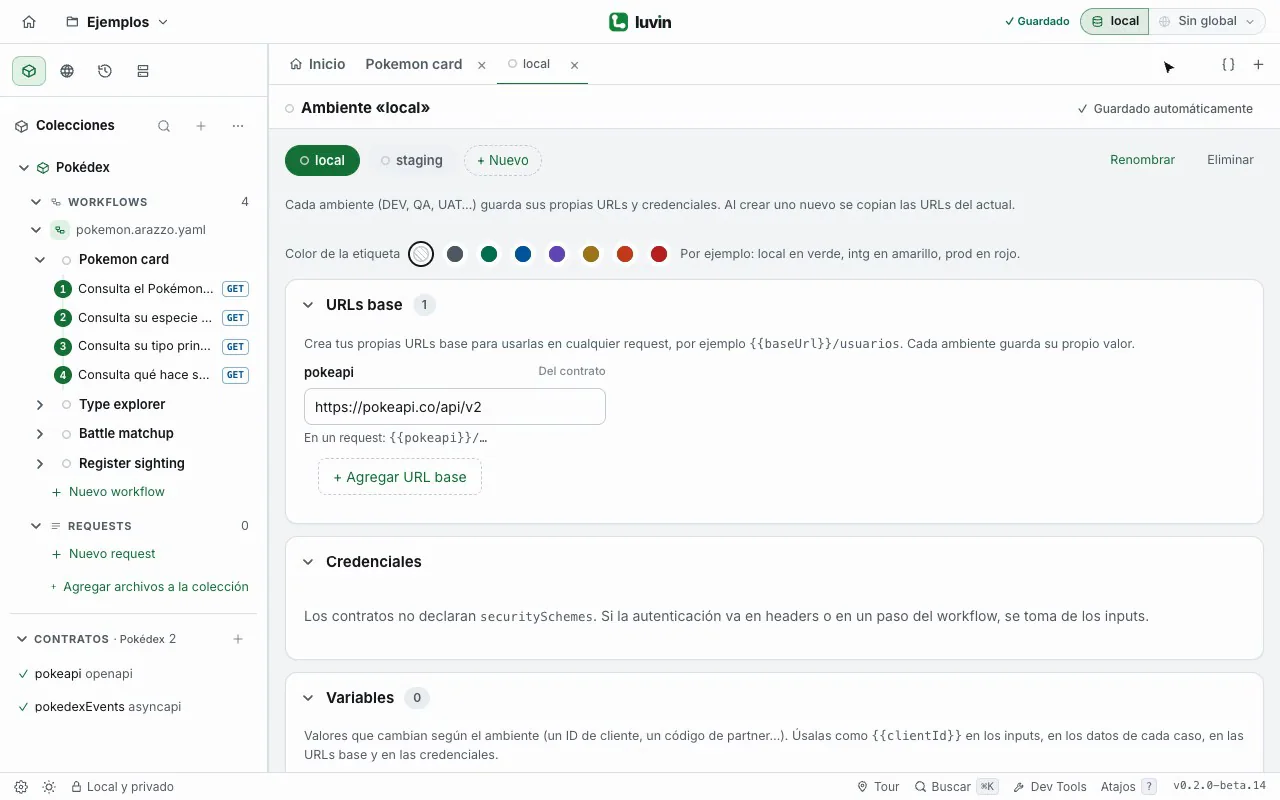 Ejemplos
luvin
✓ Guardado
local
Sin global
Inicio
Pokemon card ×
local ×
{} +
Colecciones
Ambiente «local»
✓ Guardado automáticamente
Pokédex
local
staging
+ Nuevo
Renombrar
Eliminar
WORKFLOWS 4
Cada ambiente (DEV, QA, UAT...) guarda sus propias URLs y credenciales. Al crear uno nuevo se copian las URLs del actual.
pokemon.arazzo.yaml
Color de la etiqueta
Por ejemplo: local en verde, intg en amarillo, prod en rojo.
Pokemon card
1 Consulta el Pokémon... GET
2 Consulta su especie ... GET
3 Consulta su tipo prin... GET
4 Consulta qué hace s... GET
Type explorer
Battle matchup
Register sighting
+ Nuevo workflow
REQUESTS 0
+ Nuevo request
+ Agregar archivos a la colección
CONTRATOS · Pokédex 2 +
✓ pokeapi openapi
✓ pokedexEvents asyncapi
URLs base 1
Crea tus propias URLs base para usarlas en cualquier request, por ejemplo {{baseUrl}}/usuarios. Cada ambiente guarda su propio valor.
pokeapi Del contrato
https://pokeapi.co/api/v2
En un request: {{pokeapi}}/…
+ Agregar URL base
Credenciales
Los contratos no declaran securitySchemes. Si la autenticación va en headers o en un paso del workflow, se toma de los inputs.
Variables 0
Valores que cambian según el ambiente (un ID de cliente, un código de partner...). Úsalas como {{clientId}} en los inputs, en los datos de cada caso, en las
URLs base y en las credenciales.
Local y privado
Tour
Buscar ⌘K
Dev Tools
Atajos ?
v0.2.0-beta.14